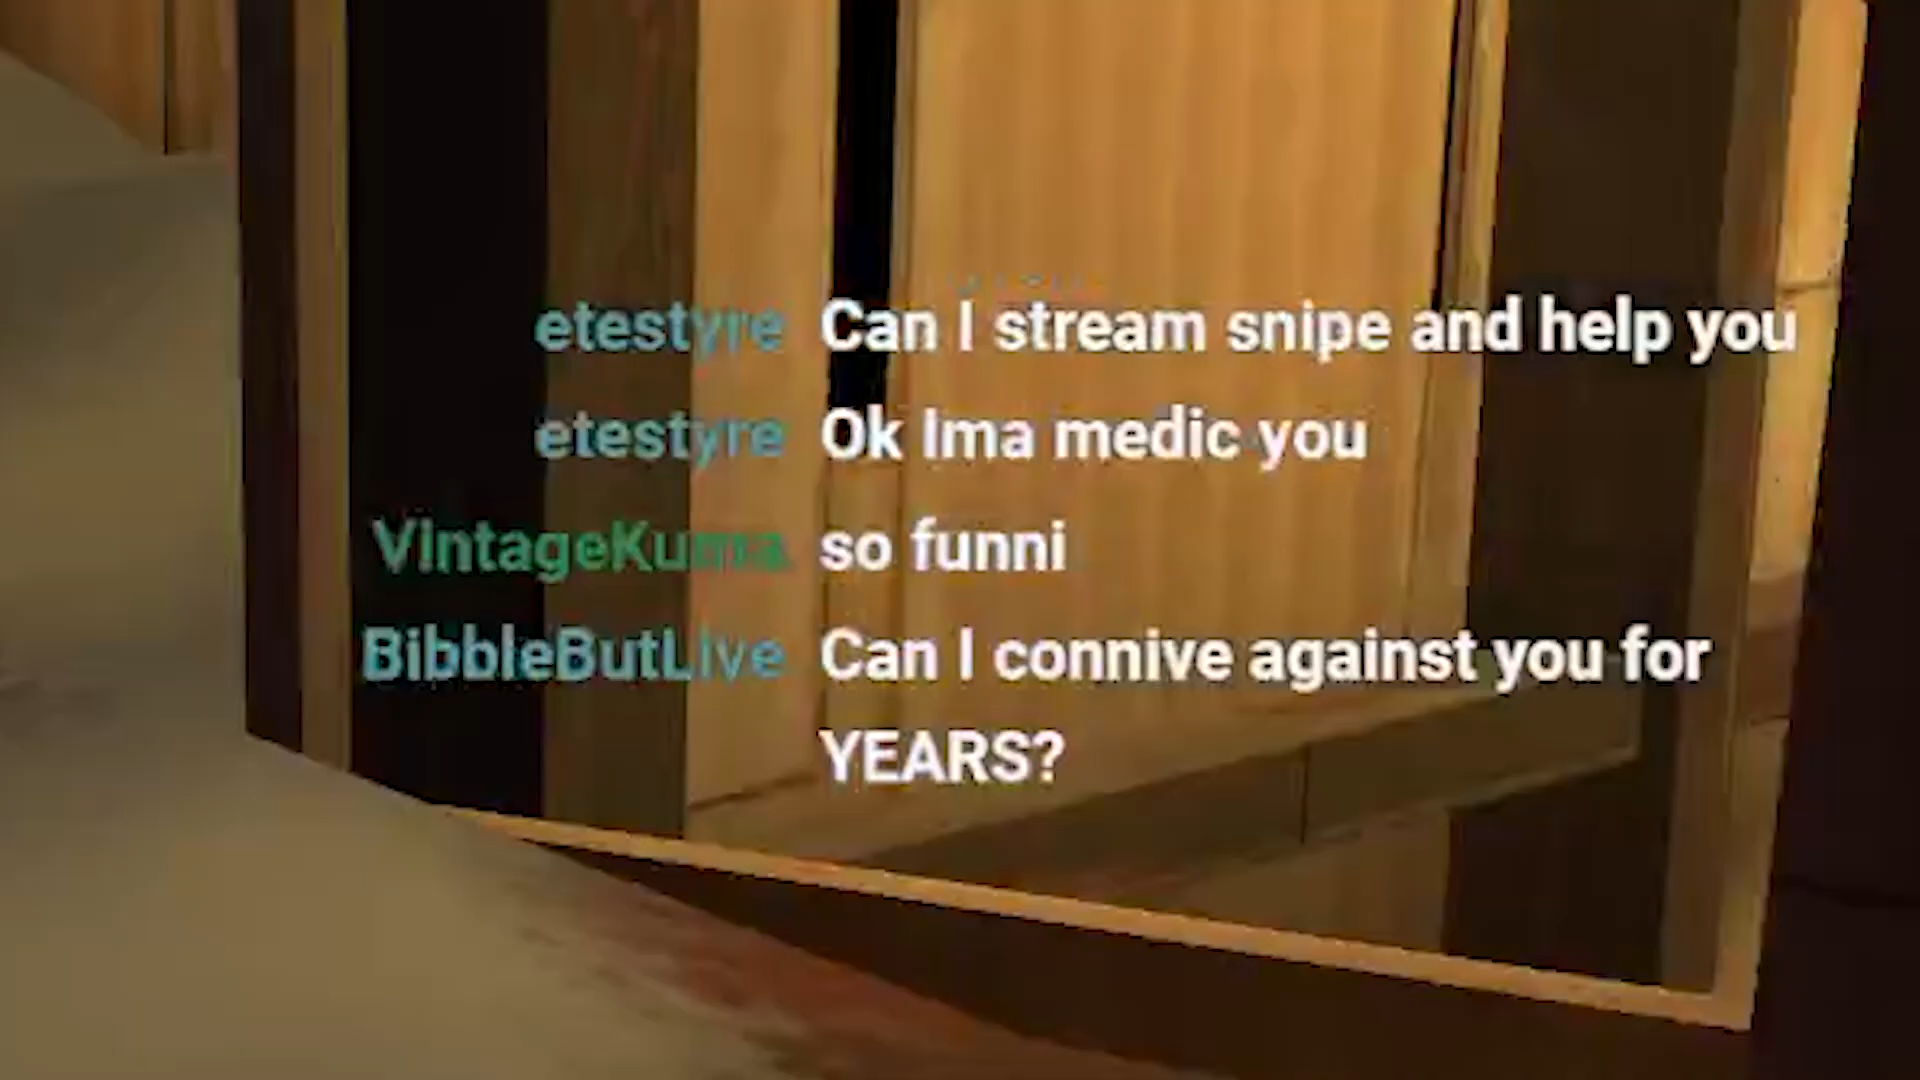 etestyre Can I stream snipe and help you
etestyre Ok Ima medic you
VintageKuma so funni
BibbleButLive Can I connive against you for
YEARS?